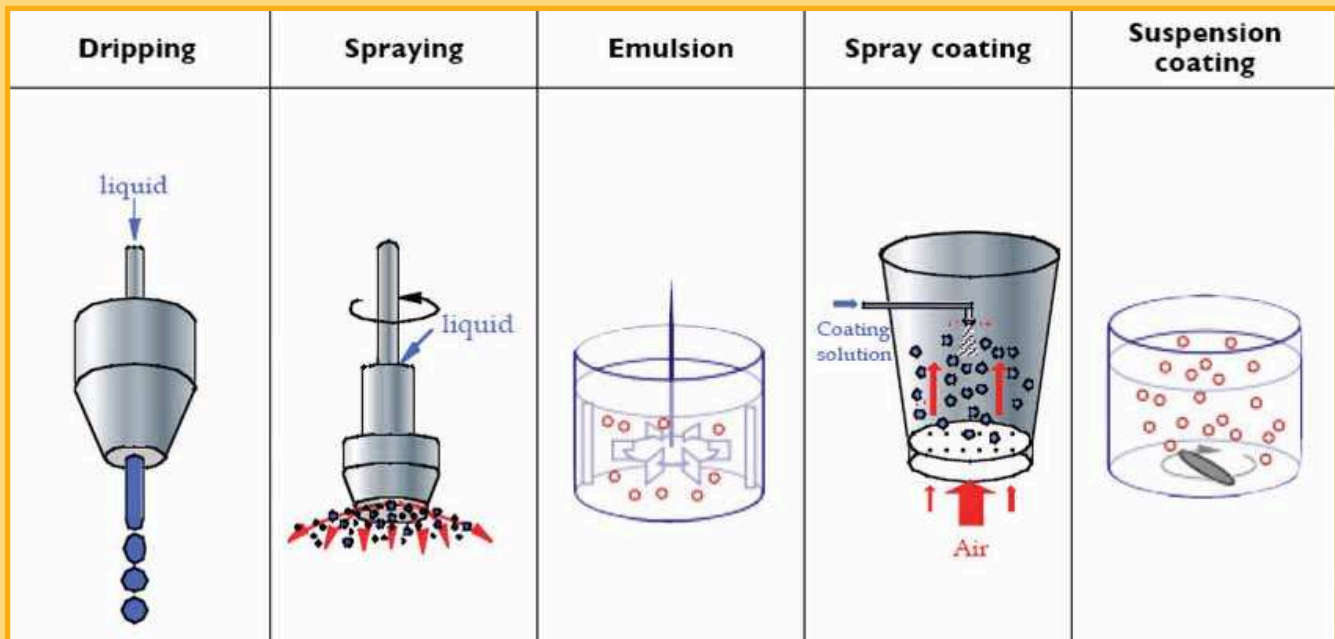 Dripping
Spraying
Emulsion
Spray coating
Suspension
coating
liquid
liquid
Coating
solution
Air